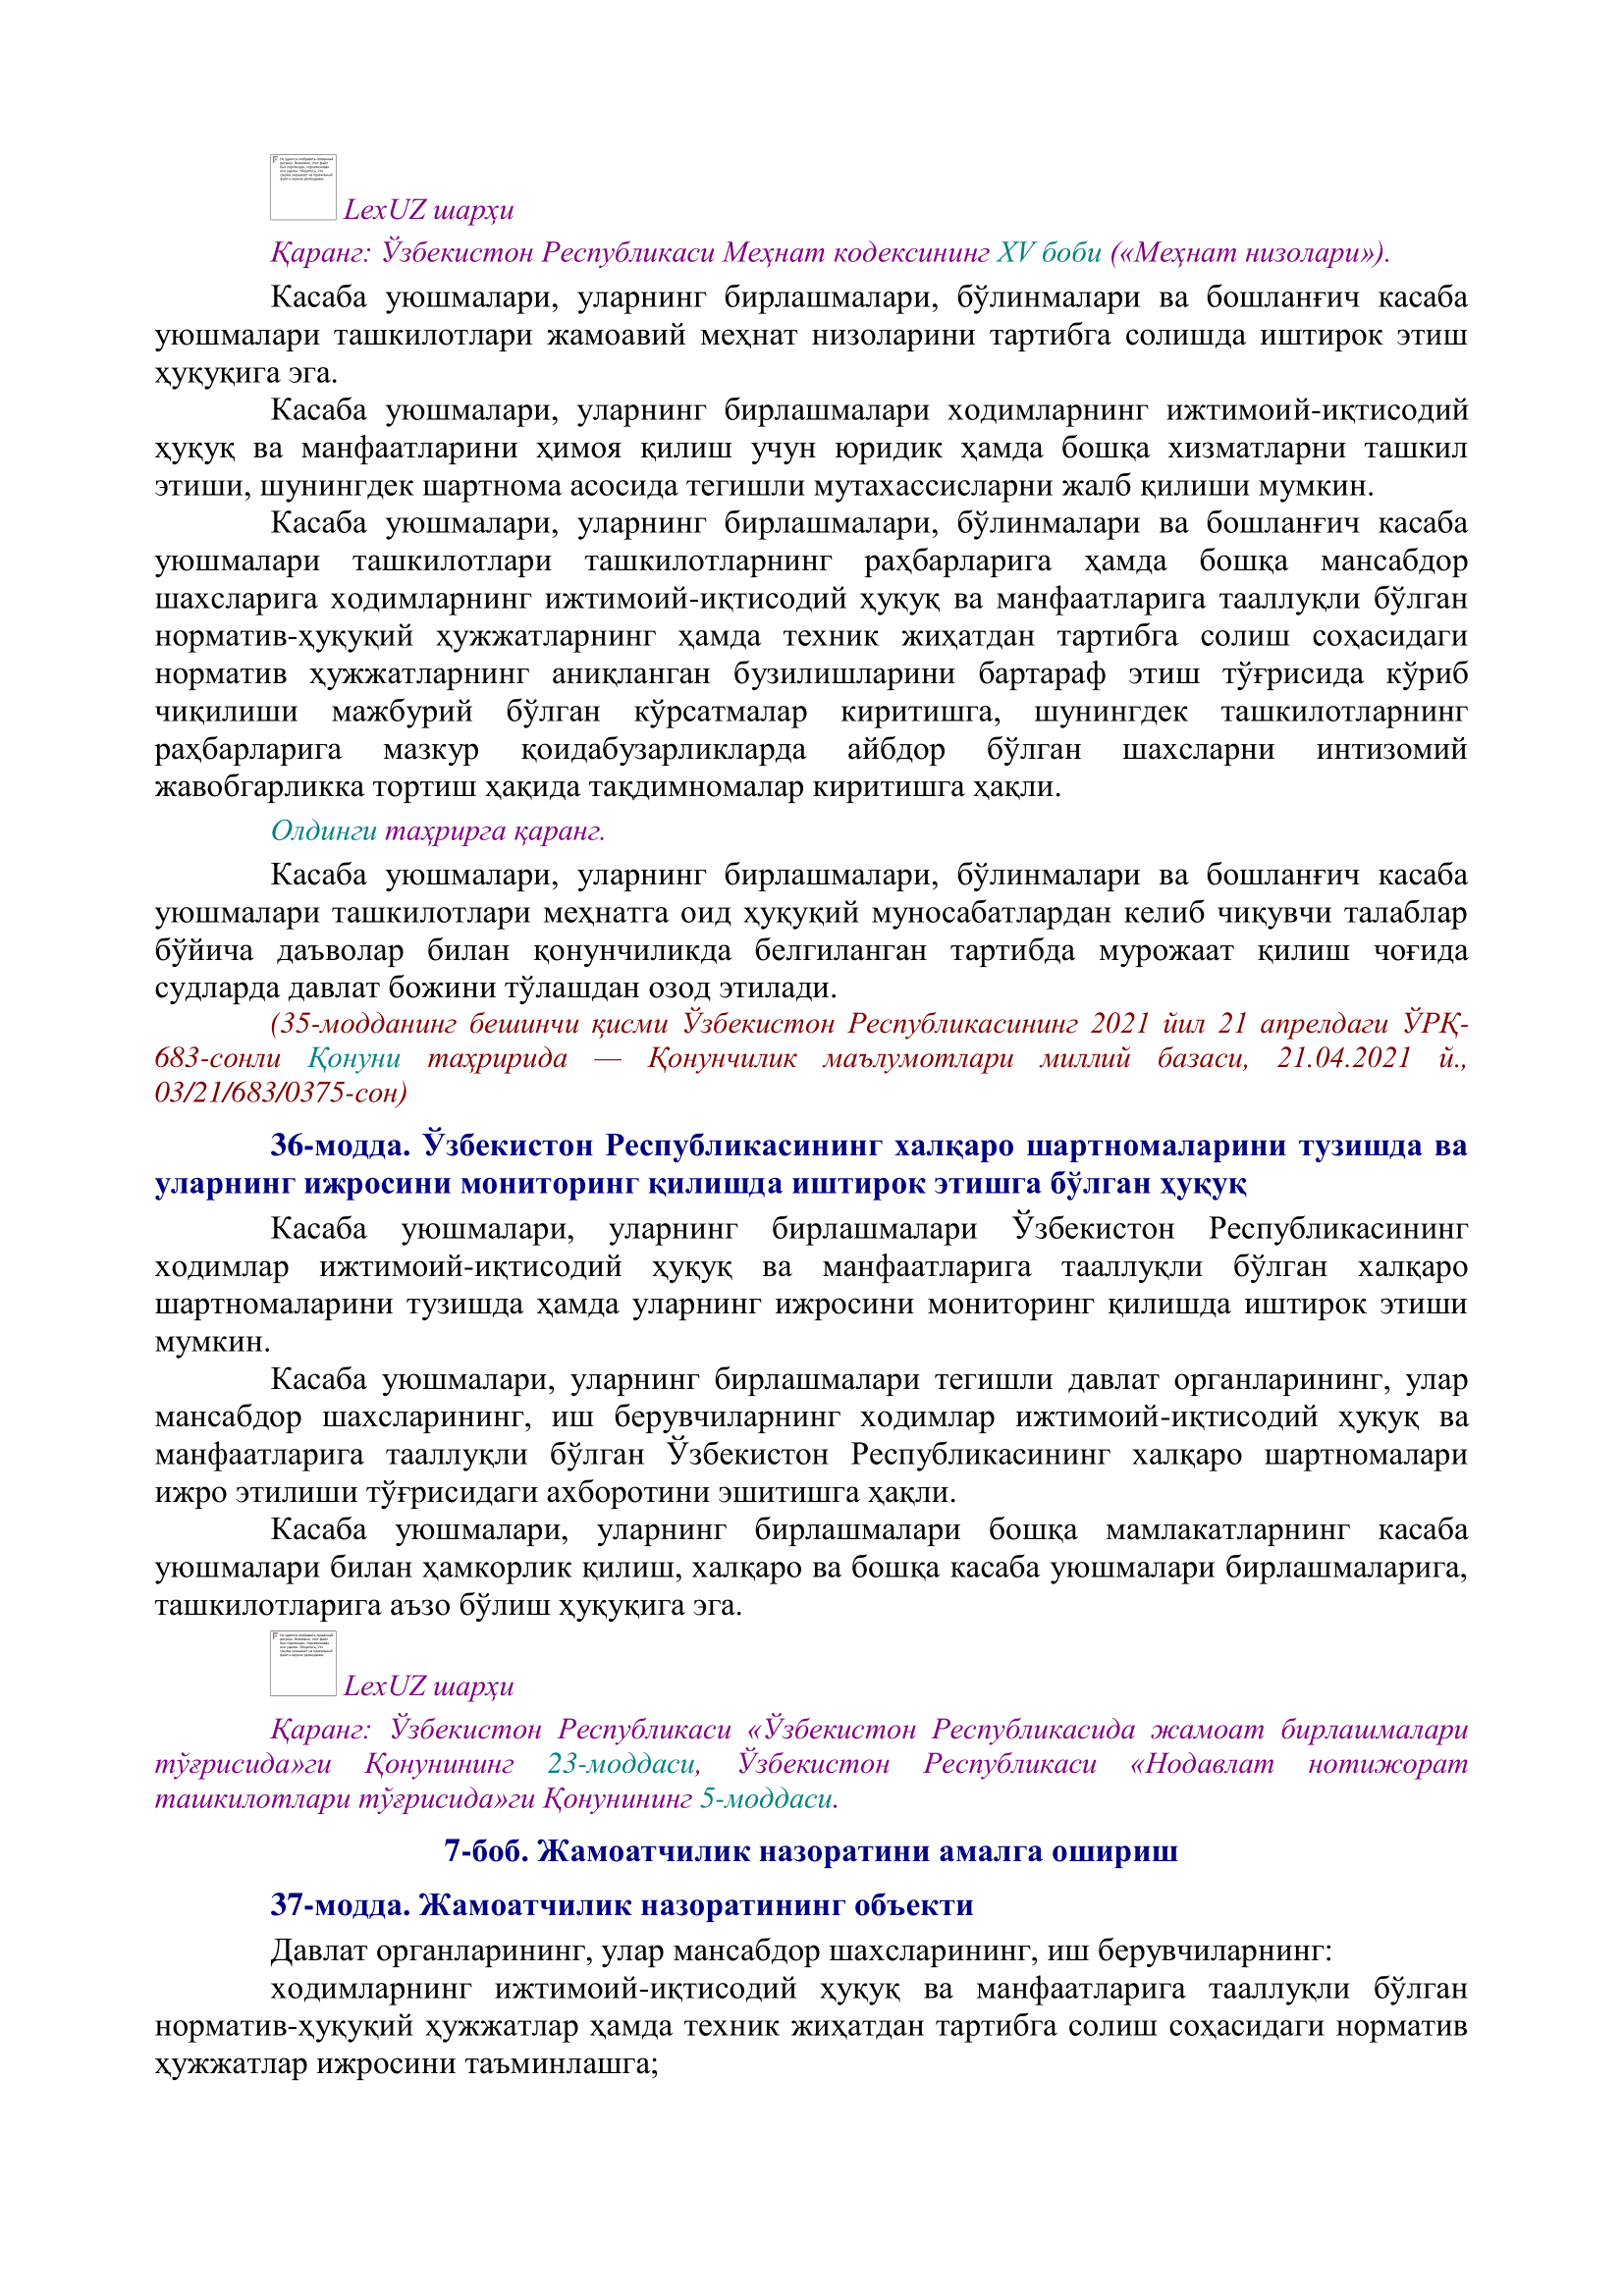 LexUZ шарҳи
Қаранг: Ўзбекистон Республикаси Меҳнат кодексининг XV боби («Меҳнат низолари»).
Касаба уюшмалари, уларнинг бирлашмалари, бўлинмалари ва бошланғич касаба
уюшмалари ташкилотлари жамоавий меҳнат низоларини тартибга солишда иштирок этиш
ҳуқуқига эга.
Касаба уюшмалари, уларнинг бирлашмалари ходимларнинг ижтимоий-иқтисодий
ҳуқуқ ва манфаатларини ҳимоя қилиш учун юридик ҳамда бошқа хизматларни ташкил
этиши, шунингдек шартнома асосида тегишли мутахассисларни жалб қилиши мумкин.
Касаба уюшмалари, уларнинг бирлашмалари, бўлинмалари ва бошланғич касаба
уюшмалари ташкилотлари ташкилотларнинг раҳбарларига ҳамда бошқа мансабдор
шахсларига ходимларнинг ижтимоий-иқтисодий ҳуқуқ ва манфаатларига тааллуқли бўлган
норматив-ҳуқуқий ҳужжатларнинг ҳамда техник жиҳатдан тартибга солиш соҳасидаги
норматив ҳужжатларнинг аниқланган бузилишларини бартараф этиш тўғрисида кўриб
чиқилиши мажбурий бўлган кўрсатмалар киритишга, шунингдек ташкилотларнинг
раҳбарларига мазкур қоидабузарликларда айбдор бўлган шахсларни интизомий
жавобгарликка тортиш ҳақида тақдимномалар киритишга ҳақли.
Олдинги таҳрирга қаранг.
Касаба уюшмалари, уларнинг бирлашмалари, бўлинмалари ва бошланғич касаба
уюшмалари ташкилотлари меҳнатга оид ҳуқуқий муносабатлардан келиб чиқувчи талаблар
бўйича даъволар билан қонунчиликда белгиланган тартибда мурожаат қилиш чоғида
судларда давлат божини тўлашдан озод этилади.
(35-модданинг бешинчи қисми Ўзбекистон Республикасининг 2021 йил 21 апрелдаги ЎРҚ-
683-сонли Қонуни таҳририда — Қонунчилик маълумотлари миллий базаси, 21.04.2021 й.,
03/21/683/0375-сон)
36-модда. Ўзбекистон Республикасининг халқаро шартномаларини тузишда ва
уларнинг ижросини мониторинг қилишда иштирок этишга бўлган ҳуқуқ
Касаба уюшмалари, уларнинг бирлашмалари Ўзбекистон Республикасининг
ходимлар ижтимоий-иқтисодий ҳуқуқ ва манфаатларига тааллуқли бўлган халқаро
шартномаларини тузишда ҳамда уларнинг ижросини мониторинг қилишда иштирок этиши
мумкин.
Касаба уюшмалари, уларнинг бирлашмалари тегишли давлат органларининг, улар
мансабдор шахсларининг, иш берувчиларнинг ходимлар ижтимоий-иқтисодий ҳуқуқ ва
манфаатларига тааллуқли бўлган Ўзбекистон Республикасининг халқаро шартномалари
ижро этилиши тўғрисидаги ахборотини эшитишга ҳақли.
Касаба уюшмалари, уларнинг бирлашмалари бошқа мамлакатларнинг касаба
уюшмалари билан ҳамкорлик қилиш, халқаро ва бошқа касаба уюшмалари бирлашмаларига,
ташкилотларига аъзо бўлиш ҳуқуқига эга.
LexUZ шарҳи
Қаранг: Ўзбекистон Республикаси «Ўзбекистон Республикасида жамоат бирлашмалари
тўғрисида»ги Қонунининг 23-моддаси, Ўзбекистон Республикаси «Нодавлат нотижорат
ташкилотлари тўғрисида»ги Қонунининг 5-моддаси.
7-боб. Жамоатчилик назоратини амалга ошириш
37-модда. Жамоатчилик назоратининг объекти
Давлат органларининг, улар мансабдор шахсларининг, иш берувчиларнинг:
ходимларнинг ижтимоий-иқтисодий ҳуқуқ ва манфаатларига тааллуқли бўлган
норматив-ҳуқуқий ҳужжатлар ҳамда техник жиҳатдан тартибга солиш соҳасидаги норматив
ҳужжатлар ижросини таъминлашга;